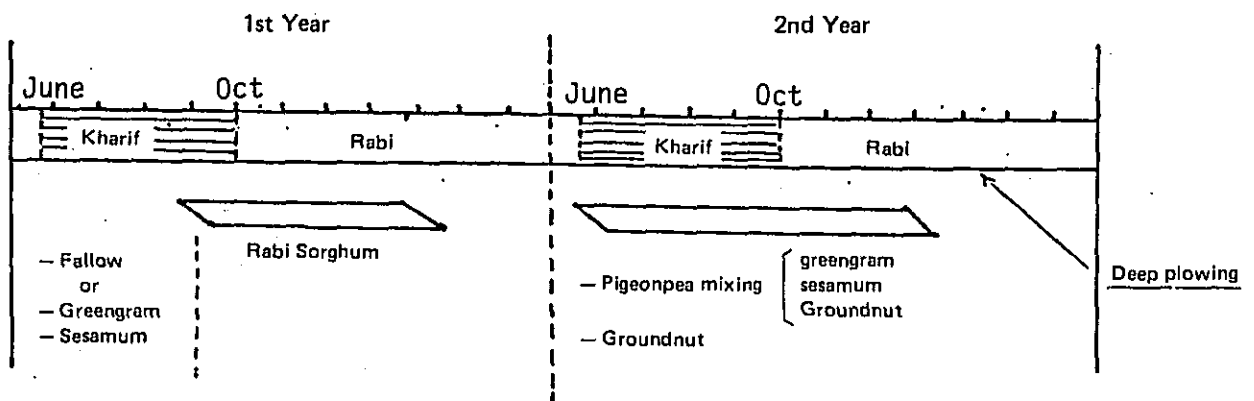 1st Year
2nd Year
June
Oct
June
Oct
Kharif
Rabi
Kharif
Rabi
Rabi Sorghum
— Fallow
or
— Greengram
— Sesamum
— Pigeonpea mixing
greengram
sesamum
Groundnut
— Groundnut
Deep plowing